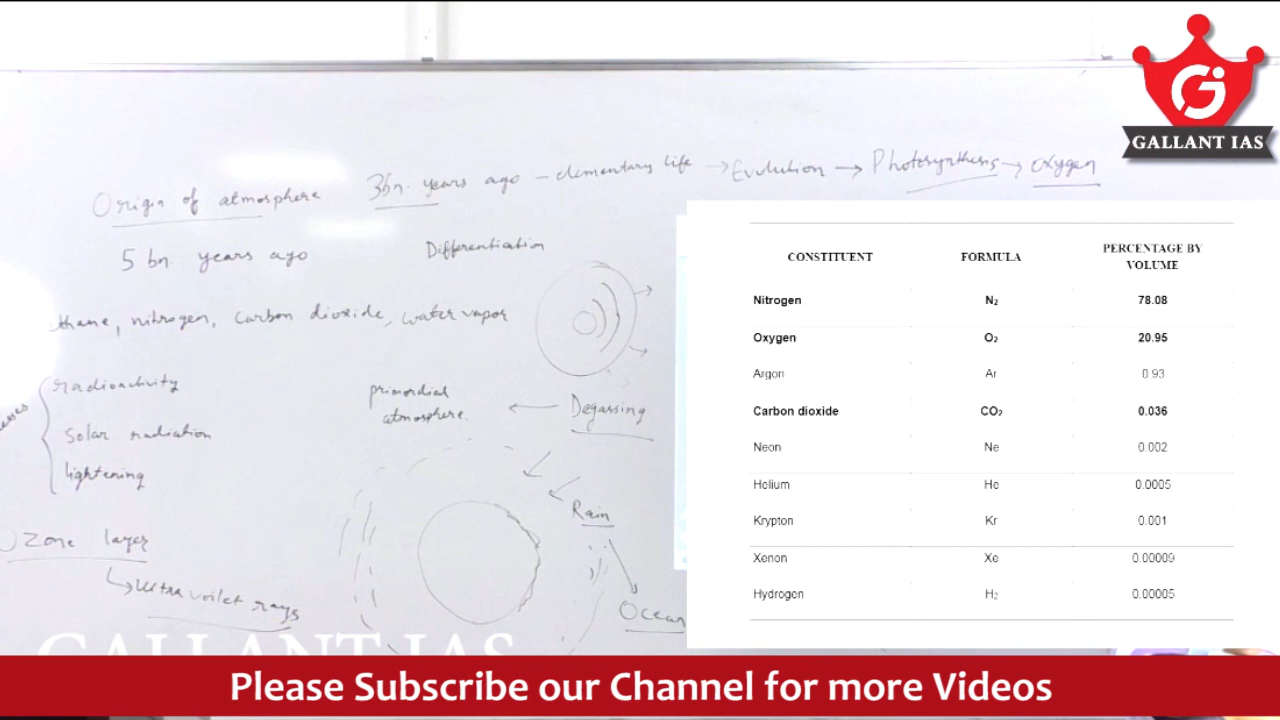 GALLANT IAS
Origin of atmosphere 3bn. years ago – elementary life → Evolution → Photosynthesis → oxygen
5 bn. years ago
Differentiation
thane, nitrogen, carbon dioxide, water vapor
radioactivity
Solar radiation
lightening
primordial
atmosphere.
Degassing
Rain
Ocean
Ozone layer
Ultra voilet rays
CONSTITUENT FORMULA PERCENTAGE BY VOLUME
Nitrogen N₂ 78.08
Oxygen O₂ 20.95
Argon Ar 0.93
Carbon dioxide CO₂ 0.036
Neon Ne 0.002
Helium He 0.0005
Krypton Kr 0.001
Xenon Xe 0.00009
Hydrogen H₂ 0.00005
GALLANT IAS
Please Subscribe our Channel for more Videos